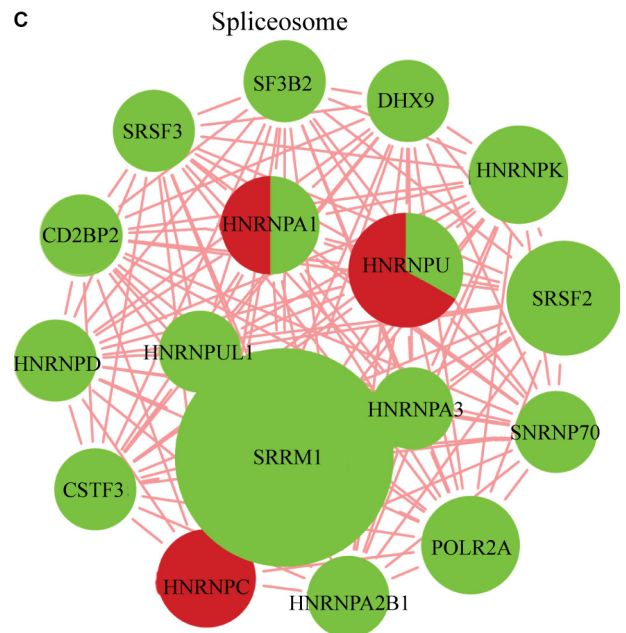 C
Spliceosome
SF3B2
DHX9
SRSF3
HNRNPK
HNRNPA1
CD2BP2
HNRNPU
SRSF2
HNRNPUL1
HNRNPD
HNRNPA3
SNRNP70
SRRM1
CSTF3
POLR2A
HNRNPC
HNRNPA2B1